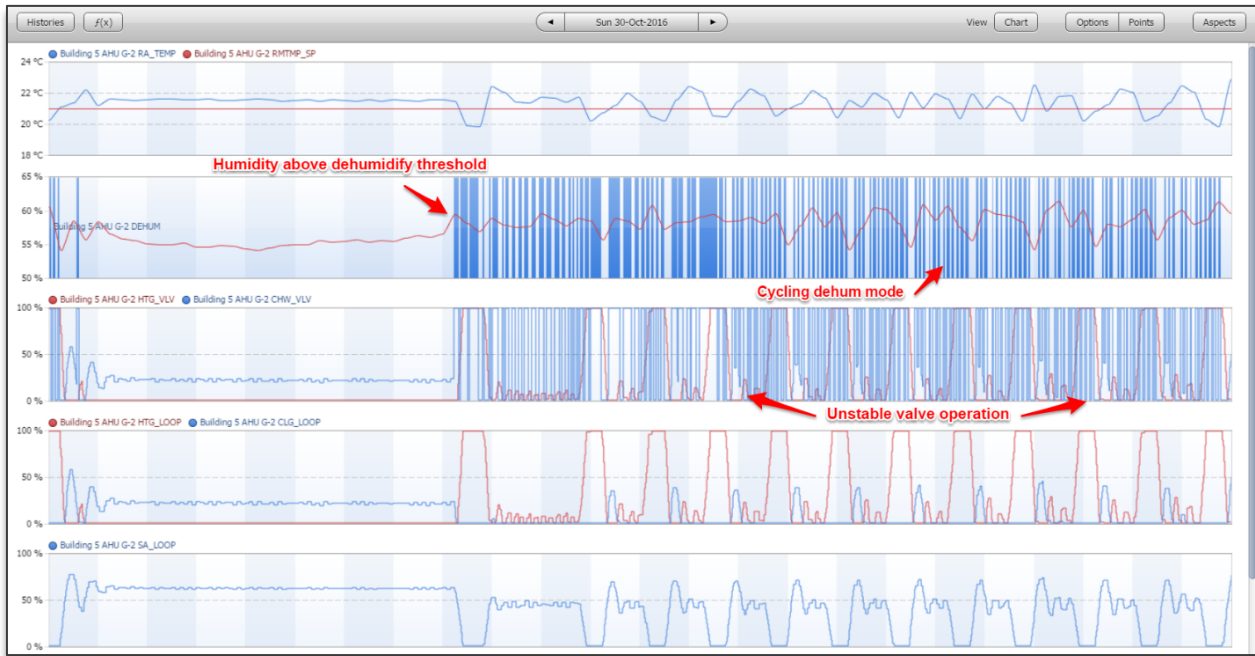 Histories f(x) ◄ Sun 30-Oct-2016 ► View Chart Options Points Aspects
Building 5 AHU G-2 RA_TEMP Building 5 AHU G-2 RMTMP_SP
24 ºC
22 ºC
20 ºC
18 ºC
Humidity above dehumidify threshold
65 %
60 %
Building 5 AHU G-2 DEHUM
55 %
50 %
Cycling dehum mode
Building 5 AHU G-2 HTG_VLV Building 5 AHU G-2 CHW_VLV
100 %
50 %
0 %
Unstable valve operation
Building 5 AHU G-2 HTG_LOOP Building 5 AHU G-2 CLG_LOOP
100 %
50 %
0 %
Building 5 AHU G-2 SA_LOOP
100 %
50 %
0 %